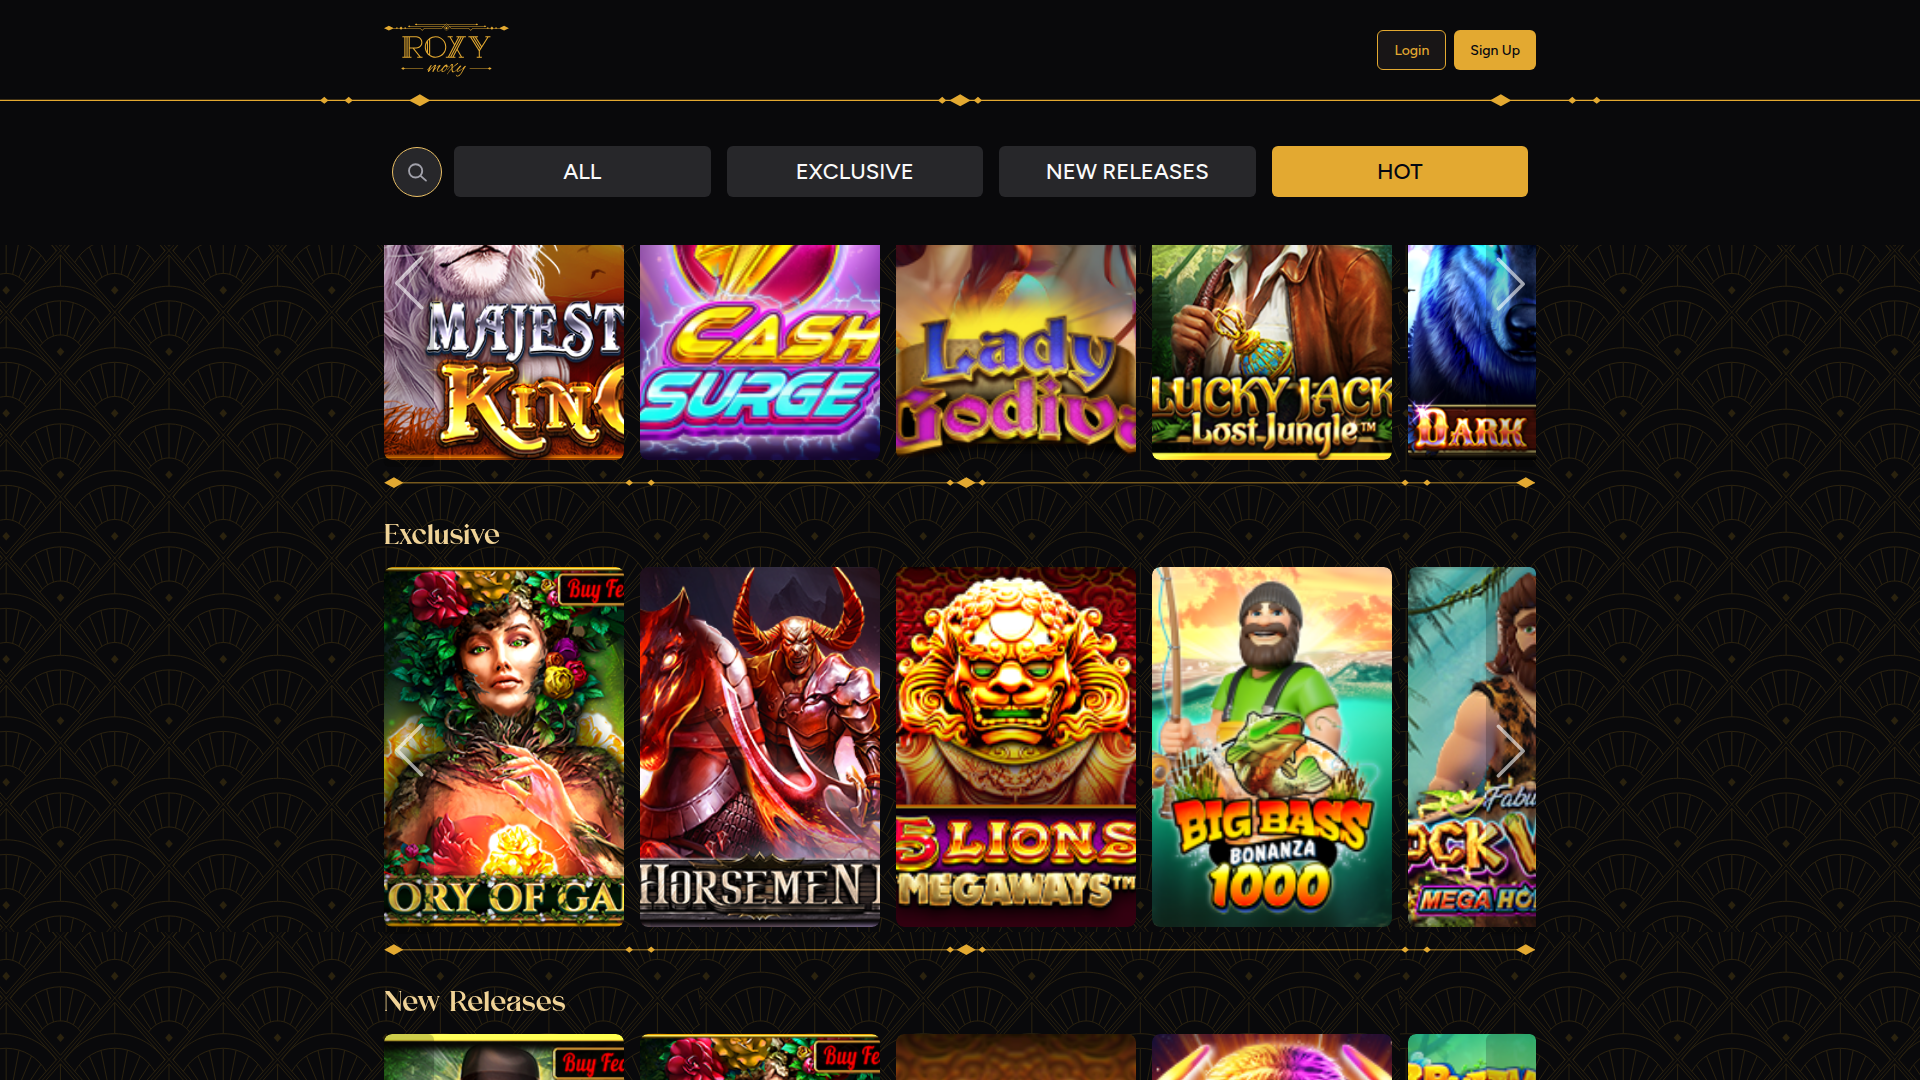 ROXY
moxy
Login
Sign Up
ALL
EXCLUSIVE
NEW RELEASES
HOT
MAJEST
KING
CASH
SURGE
Lady
Godiva
LUCKY JACK
Lost Jungle™
DARK
Exclusive
Buy Fe
ORY OF GA
HORSEMEN
5 LIONS
MEGAWAYS™
BIG BASS
BONANZA
1000
Fabu
OCK V
MEGA HO
New Releases
Buy Fea
Buy Fe